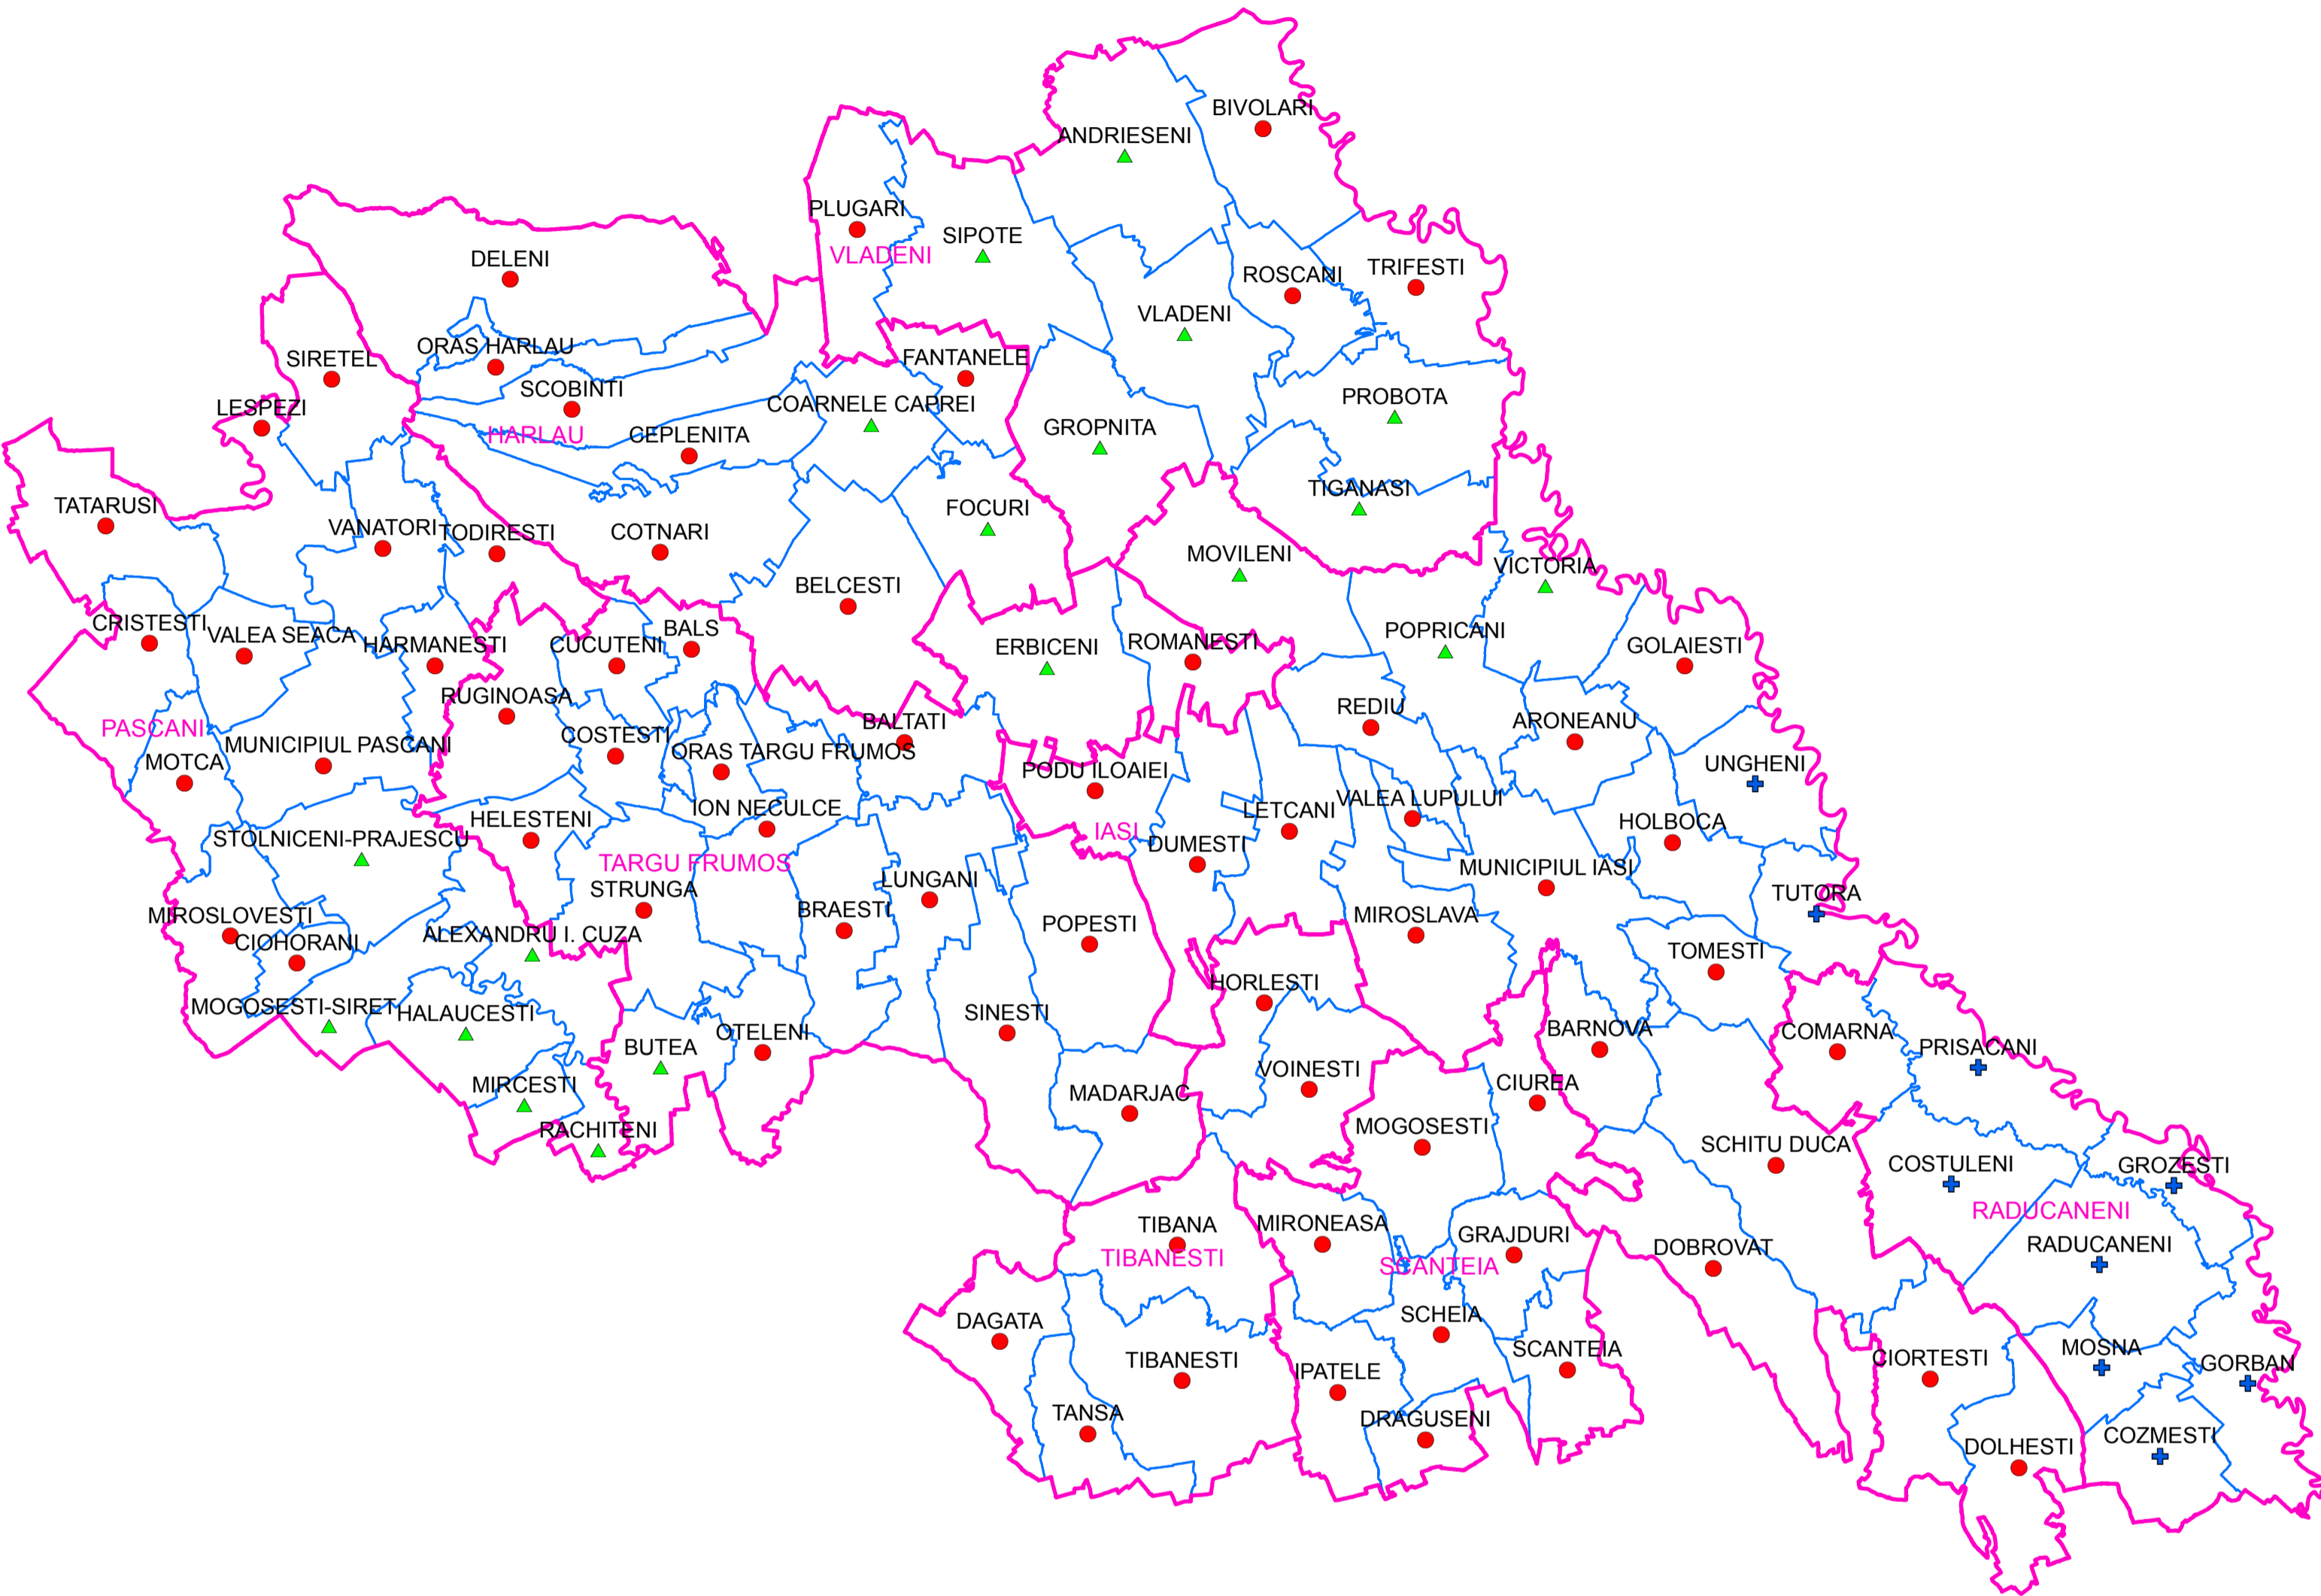 BIVOLARI
ANDRIESENI
PLUGARI
SIPOTE
VLADENI
DELENI
ROSCANI
TRIFESTI
VLADENI
ORAS HARLAU
SIRETEL
FANTANELE
SCOBINTI
PROBOTA
LESPEZI
COARNELE CAPREI
GROPNITA
HARLAU
CEPLENITA
TIGANASI
TATARUSI
FOCURI
VANATORI
TODIRESTI
COTNARI
MOVILENI
VICTORIA
BELCESTI
CRISTESTI
VALEA SEACA
BALS
POPRICANI
HARMANESTI
CUCUTENI
ERBICENI
ROMANESTI
GOLAIESTI
RUGINOASA
REDIU
PASCANI
COSTESTI
BALTATI
ARONEANU
MUNICIPIUL PASCANI
ORAS TARGU FRUMOS
MOTCA
PODU ILOAIEI
UNGHENI
ION NECULCE
LETCANI
VALEA LUPULUI
HELESTENI
HOLBOCA
STOLNICENI-PRAJESCU
IASI
DUMESTI
TARGU FRUMOS
MUNICIPIUL IASI
STRUNGA
LUNGANI
TUTORA
MIROSLOVESTI
BRAESTI
POPESTI
MIROSLAVA
CIOHORANI
ALEXANDRU I. CUZA
TOMESTI
HORLESTI
MOGOSESTI-SIRET
HALAUCESTI
SINESTI
OTELENI
BARNOVA
COMARNA
BUTEA
PRISACANI
VOINESTI
MIRCESTI
MADARJAC
CIUREA
RACHITENI
MOGOSESTI
SCHITU DUCA
COSTULENI
GROZESTI
RADUCANENI
TIBANA
MIRONEASA
GRAJDURI
RADUCANENI
TIBANESTI
SCANTEIA
DOBROVAT
DAGATA
SCHEIA
SCANTEIA
MOSNA
TIBANESTI
IPATELE
CIORTESTI
GORBAN
TANSA
DRAGUSENI
COZMESTI
DOLHESTI